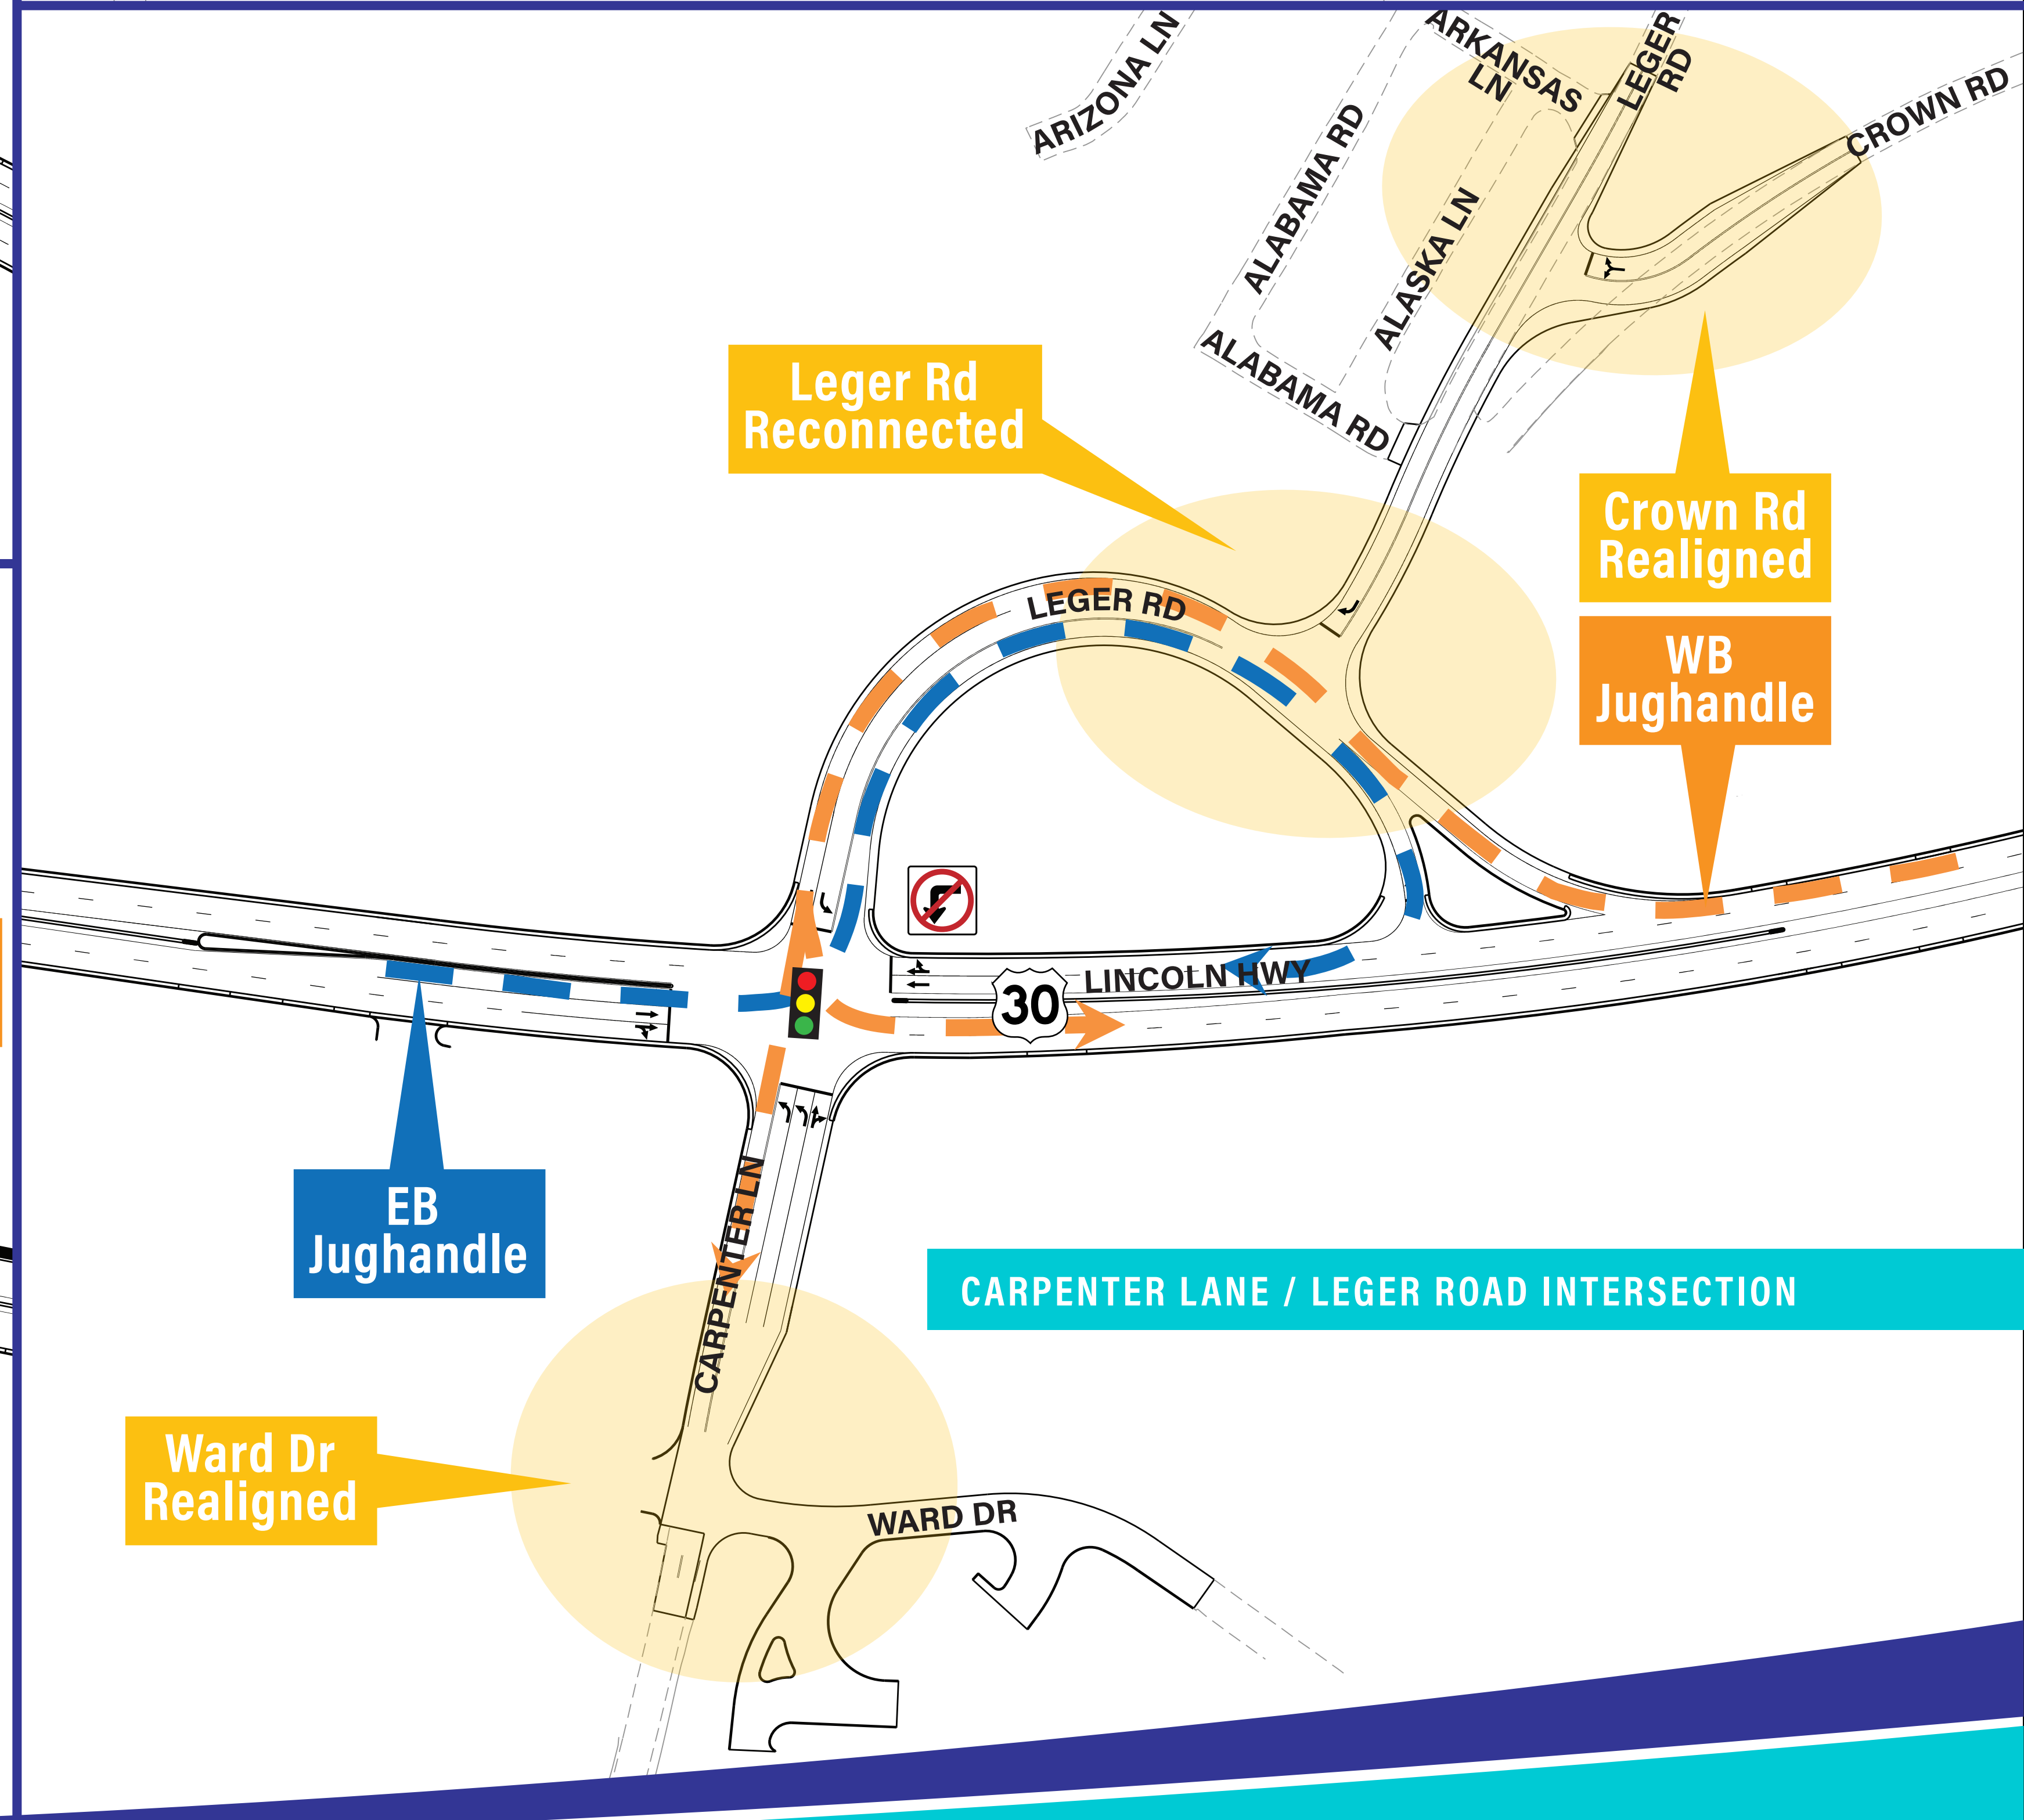 ARIZONA LN
ARKANSAS
LN
LEGER
RD
CROWN RD
ALABAMA RD
ALASKA LN
ALABAMA RD
Leger Rd
Reconnected
Crown Rd
Realigned
WB
Jughandle
LEGER RD
LINCOLN HWY
30
EB
Jughandle
CARPENTER LN
CARPENTER LANE / LEGER ROAD INTERSECTION
Ward Dr
Realigned
WARD DR